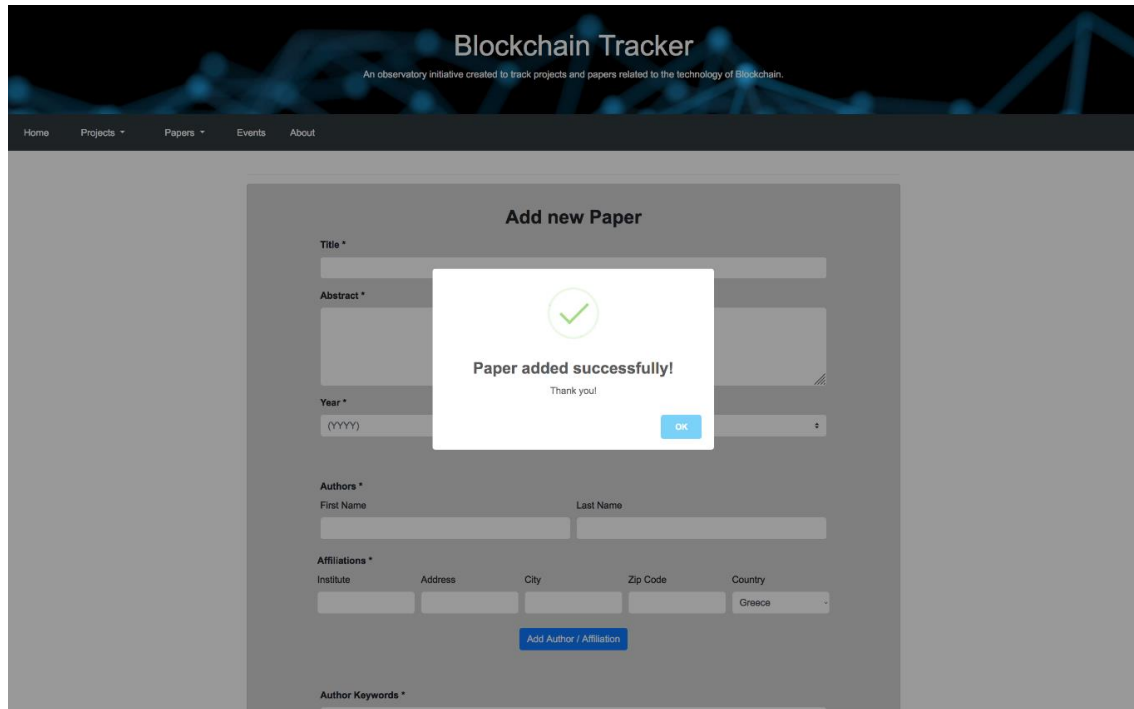 Blockchain Tracker
An observatory initiative created to track projects and papers related to the technology of Blockchain.
Home Projects Papers Events About
Add new Paper
Title *
Abstract *
Paper added successfully!
Thank you!
OK
Year *
(YYYY)
Authors *
First Name Last Name
Affiliations *
Institute Address City Zip Code Country
Greece
Add Author / Affiliation
Author Keywords *